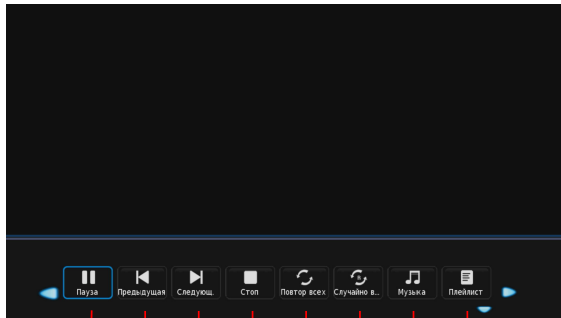 Пауза
Предыдущая
Следующ.
Стоп
Повтор всех
Случайно в..
Музыка
Плейлист